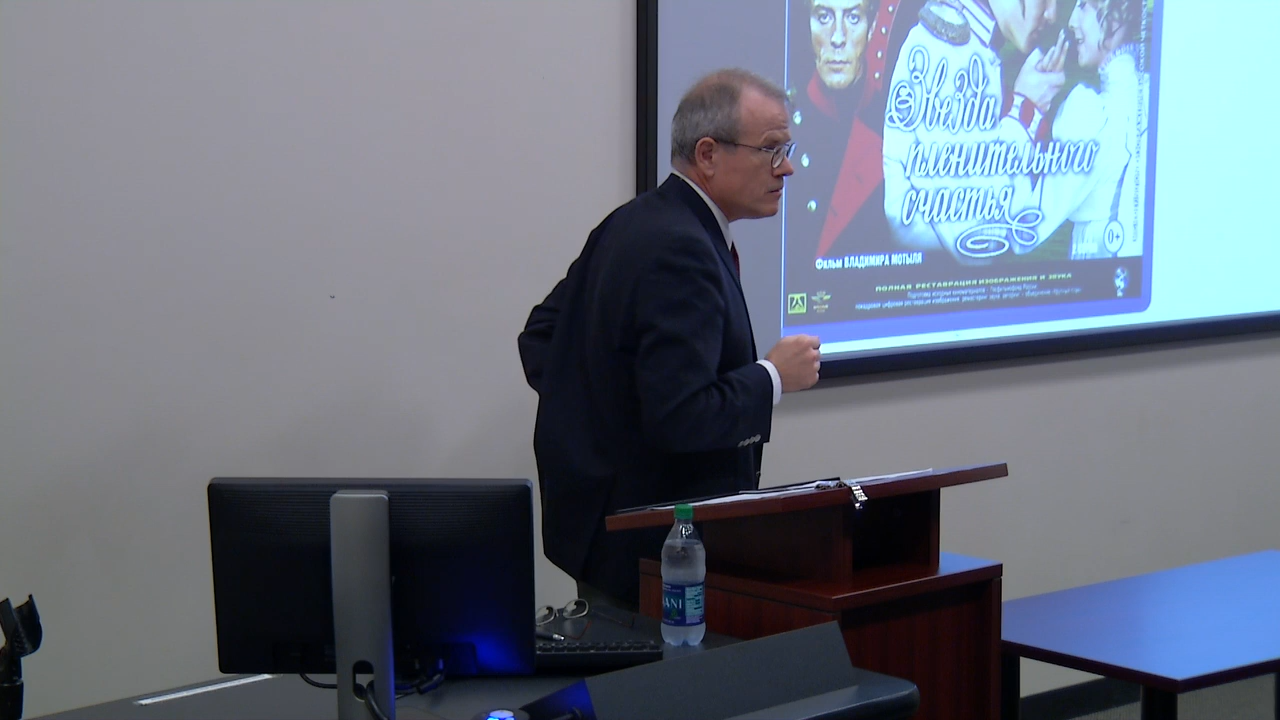 Звезда
пленительного
счастья
0+
Фильм ВЛАДИМИРА МОТЫЛЯ
ПОЛНАЯ РЕСТАВРАЦИЯ ИЗОБРАЖЕНИЯ И ЗВУКА
ANI